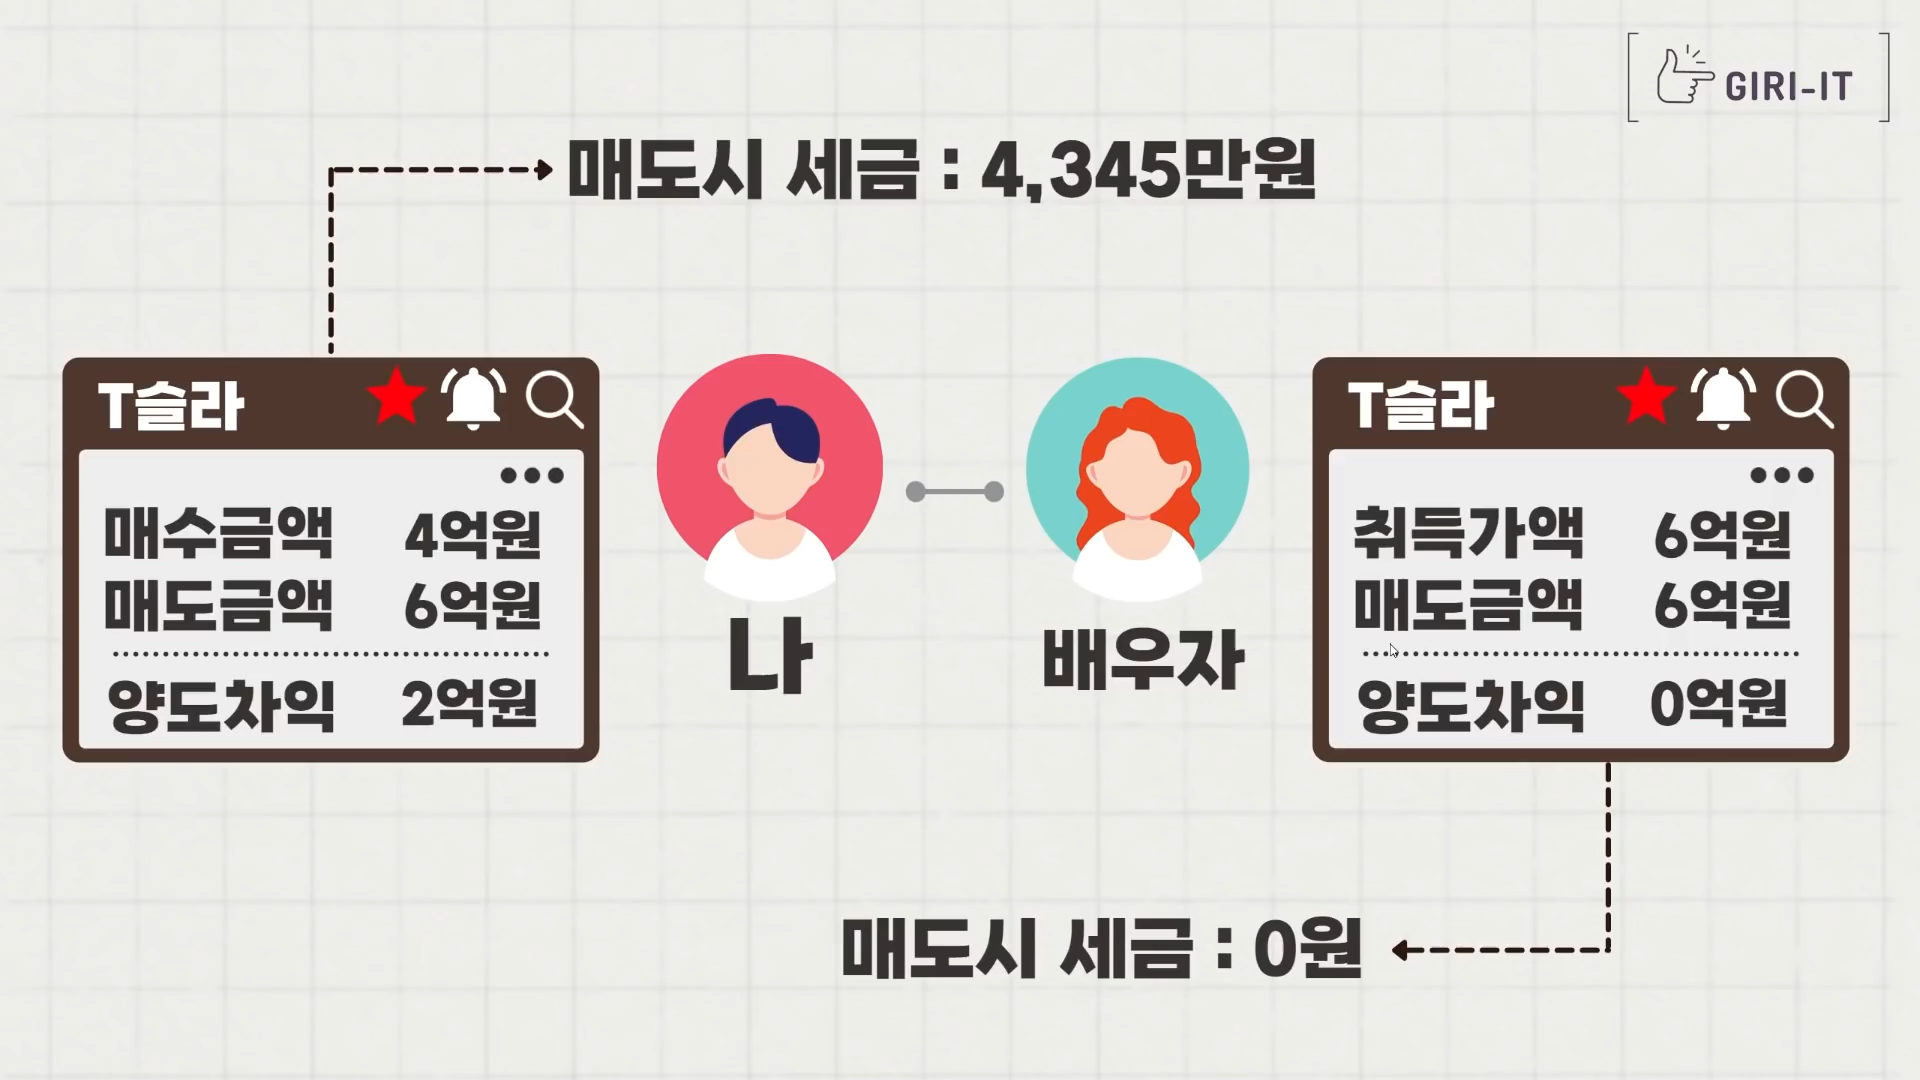 GIRI-IT
매도시 세금 : 4,345만원
T슬라
매수금액 4억원
매도금액 6억원
양도차익 2억원
나
배우자
T슬라
취득가액 6억원
매도금액 6억원
양도차익 0억원
매도시 세금 : 0원